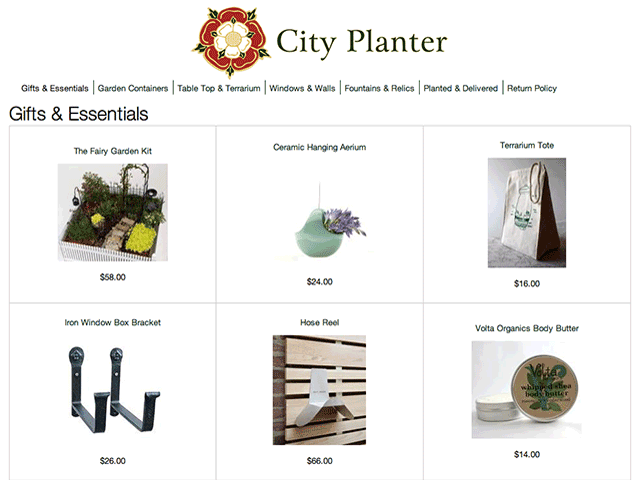 City Planter
Gifts & Essentials | Garden Containers | Table Top & Terrarium | Windows & Walls | Fountains & Relics | Planted & Delivered | Return Policy
Gifts & Essentials
The Fairy Garden Kit
$58.00
Ceramic Hanging Aerium
$24.00
Terrarium Tote
$16.00
Iron Window Box Bracket
$26.00
Hose Reel
$66.00
Volta Organics Body Butter
Volta
whipped shea
body butter
$14.00